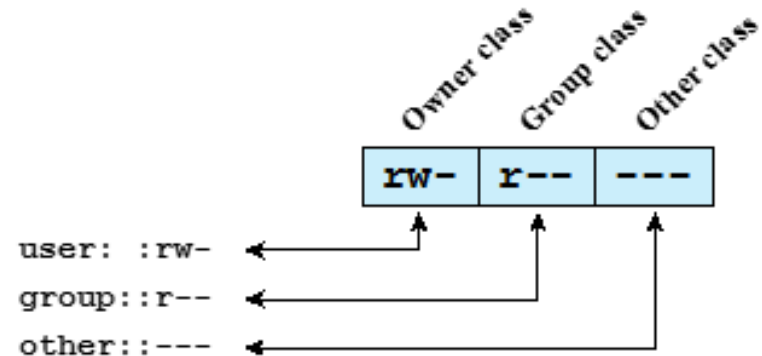 Owner class
Group class
Other class
rw- r-- ---
user: :rw-
group::r--
other::---